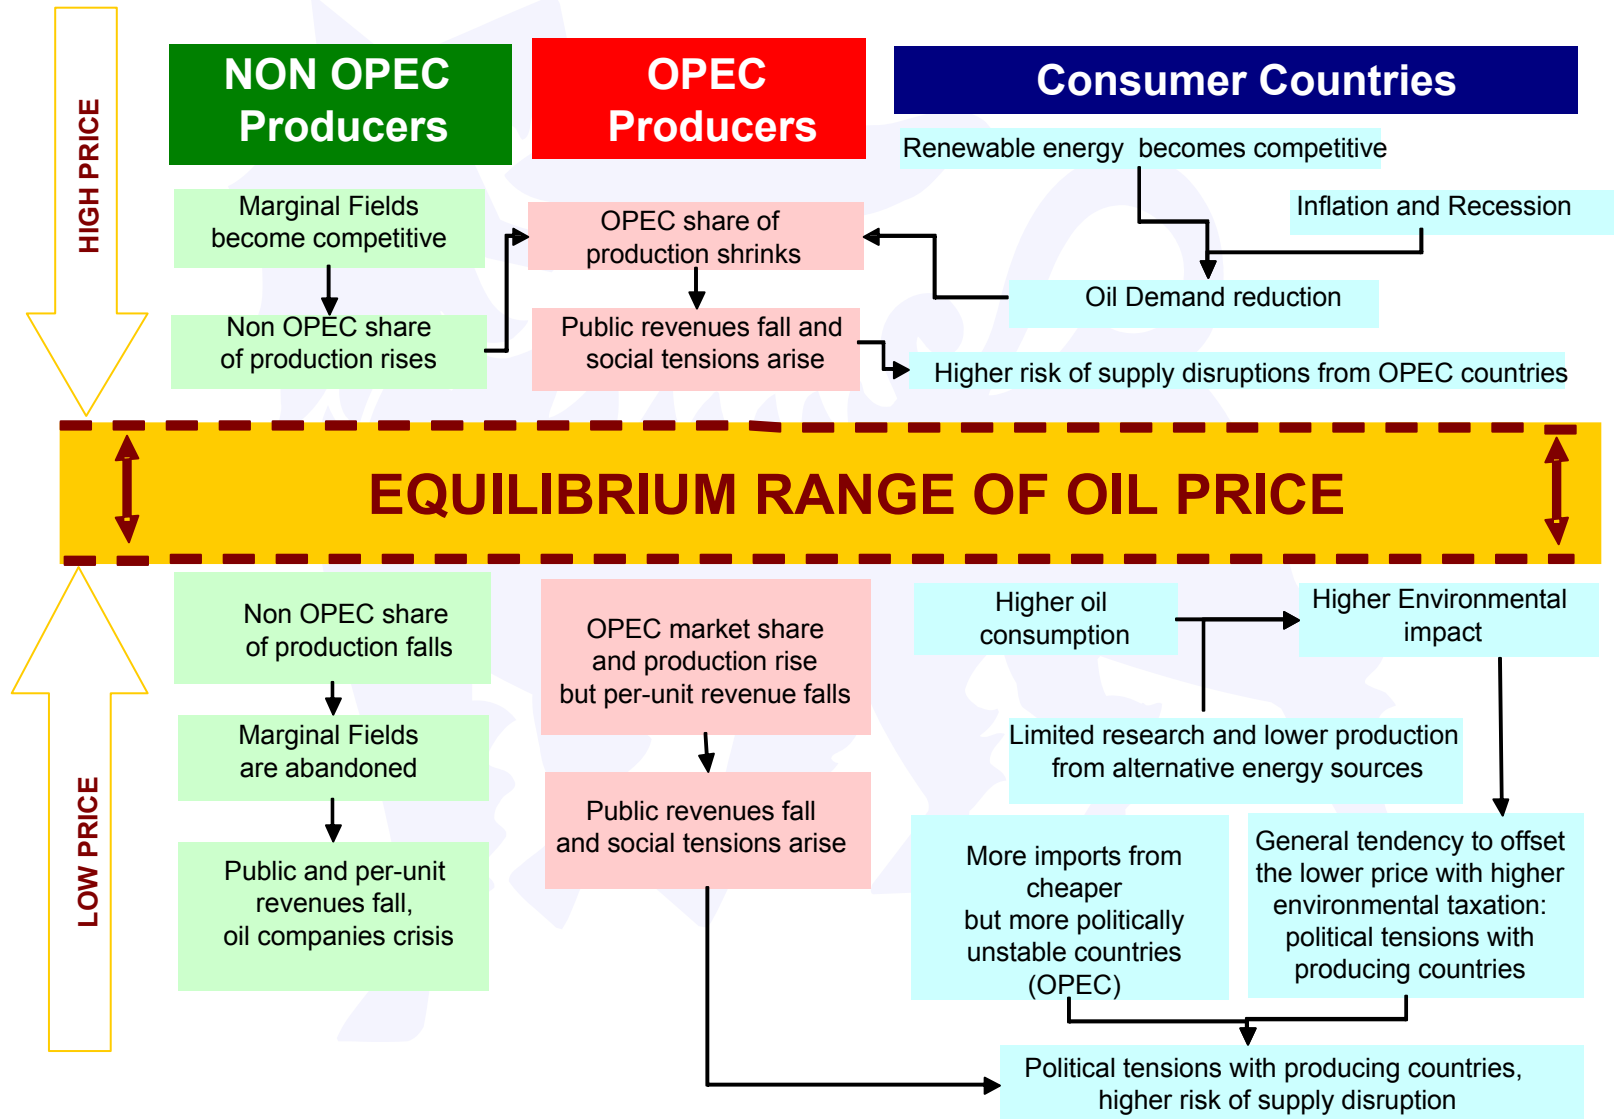 HIGH PRICE
NON OPEC
Producers
OPEC
Producers
Consumer Countries
Renewable energy becomes competitive
Marginal Fields
become competitive
OPEC share of
production shrinks
Inflation and Recession
Oil Demand reduction
Non OPEC share
of production rises
Public revenues fall and
social tensions arise
Higher risk of supply disruptions from OPEC countries
EQUILIBRIUM RANGE OF OIL PRICE
LOW PRICE
Non OPEC share
of production falls
Marginal Fields
are abandoned
Public and per-unit
revenues fall,
oil companies crisis
OPEC market share
and production rise
but per-unit revenue falls
Public revenues fall
and social tensions arise
Higher oil
consumption
Higher Environmental
impact
Limited research and lower production
from alternative energy sources
More imports from
cheaper
but more politically
unstable countries
(OPEC)
General tendency to offset
the lower price with higher
environmental taxation:
political tensions with
producing countries
Political tensions with producing countries,
higher risk of supply disruption